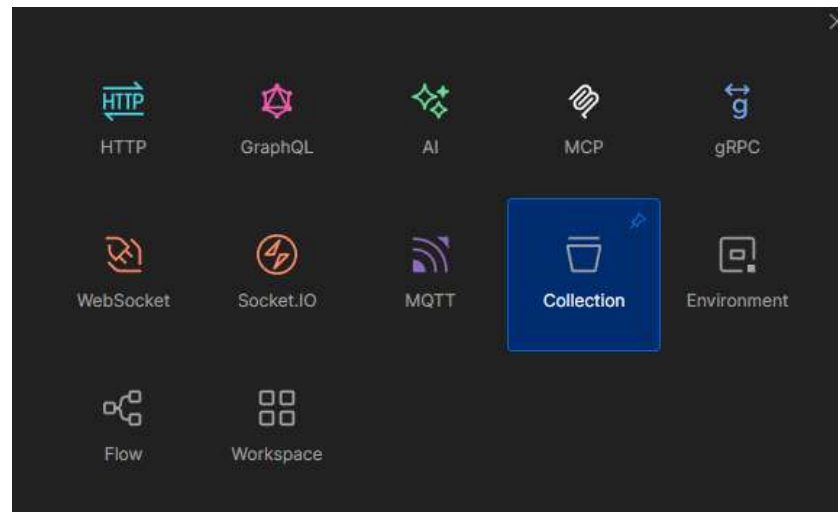 HTTP
HTTP GraphQL AI MCP gRPC
g
WebSocket Socket.IO MQTT Collection Environment
Flow Workspace